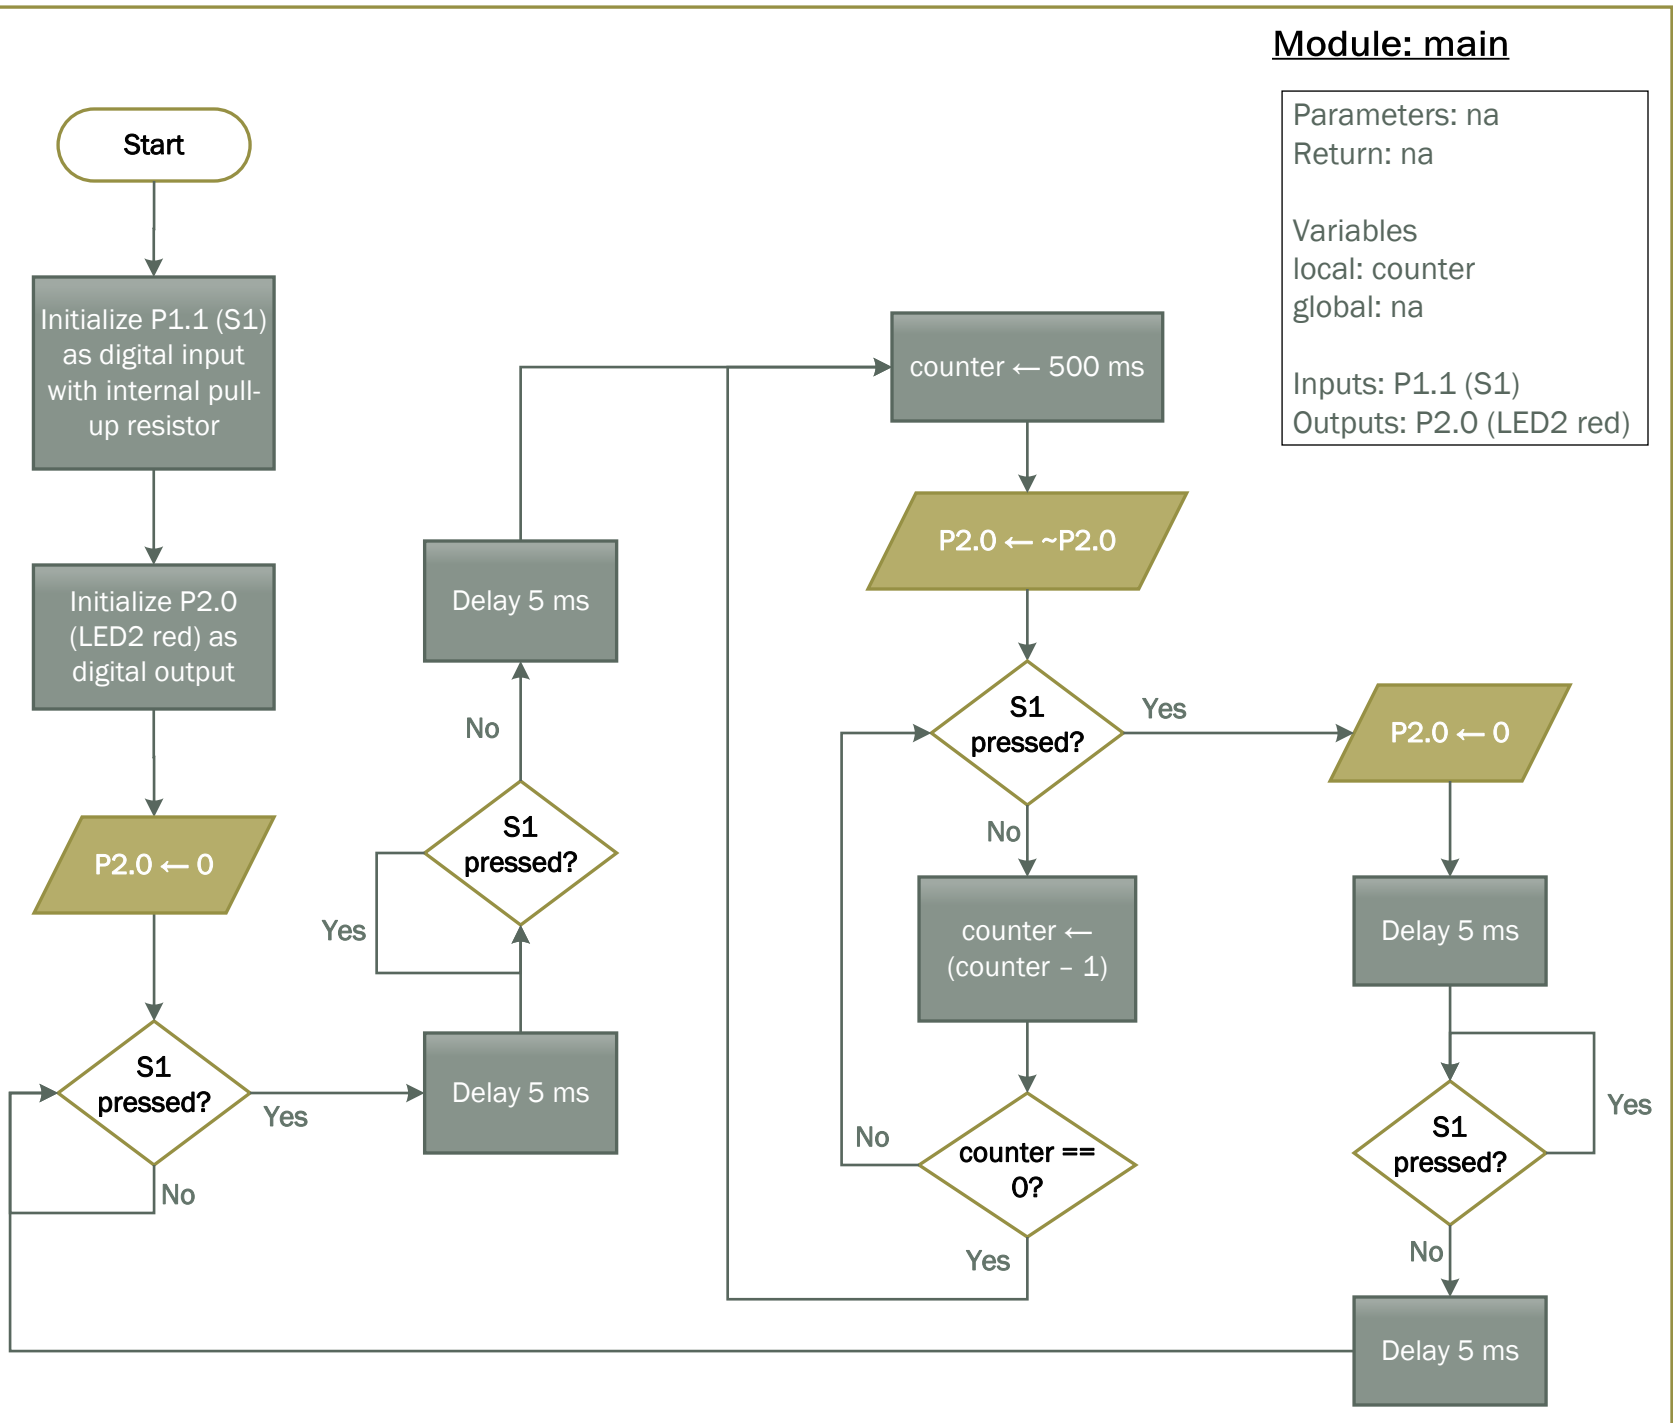 Module: main
Parameters: na
Return: na
Variables
local: counter
global: na
Inputs: P1.1 (S1)
Outputs: P2.0 (LED2 red)
Start
Initialize P1.1 (S1)
as digital input
with internal pull-
up resistor
Initialize P2.0
(LED2 red) as
digital output
P2.0 ← 0
S1
pressed?
No
Yes
Delay 5 ms
S1
pressed?
Yes
No
Delay 5 ms
counter ← 500 ms
P2.0 ← ~P2.0
S1
pressed?
Yes
No
counter ←
(counter – 1)
counter ==
0?
No
Yes
P2.0 ← 0
Delay 5 ms
S1
pressed?
Yes
No
Delay 5 ms